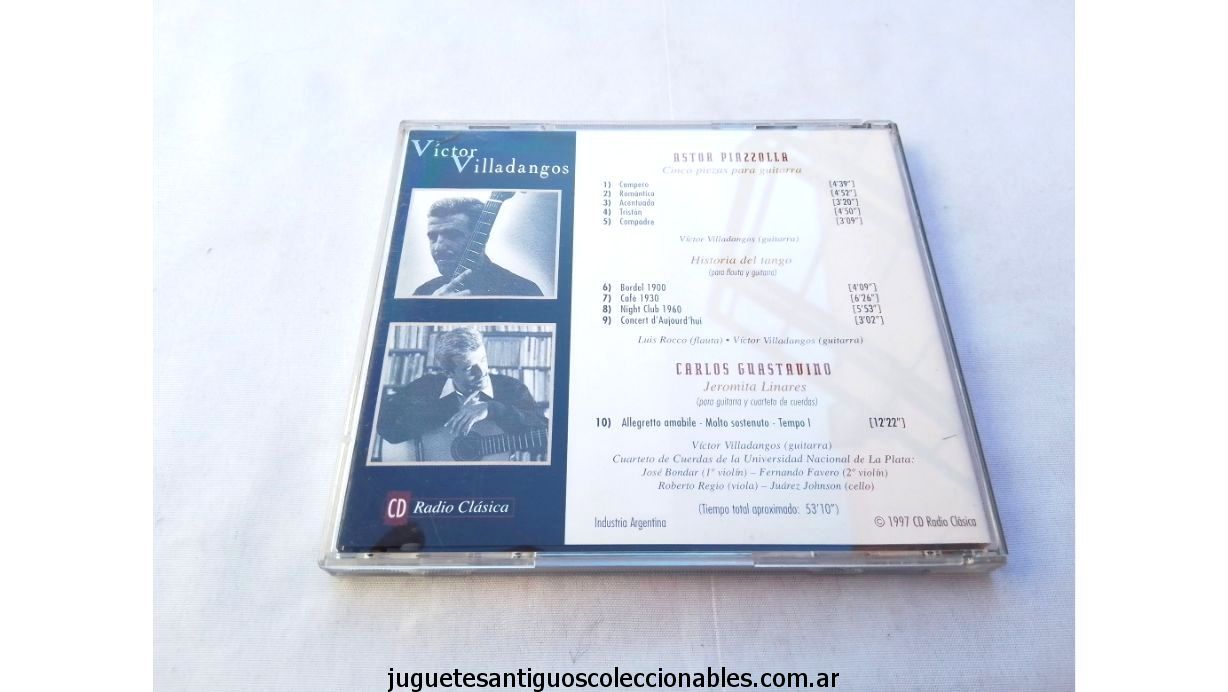 Víctor
Villadangos
ASTOR PIAZZOLLA
Cinco piezas para guitarra
1) Campero [4'39"]
2) Romántico [4'52"]
3) Acentuado [3'20"]
4) Tristón [4'50"]
5) Compadre [3'09"]
Víctor Villadangos (guitarra)
Historia del tango
(para flauta y guitarra)
6) Bordel 1900 [4'09"]
7) Café 1930 [6'26"]
8) Night Club 1960 [5'53"]
9) Concert d'Aujourd'hui [3'02"]
Luis Rocco (flauta) • Víctor Villadangos (guitarra)
CARLOS GUASTAVINO
Jeromita Linares
(para guitarra y cuarteto de cuerdas)
10) Allegretto amabile - Molto sostenuto - Tempo I [12'22"]
Víctor Villadangos (guitarra)
Cuarteto de Cuerdas de la Universidad Nacional de La Plata:
José Bondar (1º violín) – Fernando Favero (2º violín)
Roberto Regio (viola) – Juárez Johnson (cello)
(Tiempo total aproximado: 53'10")
CD Radio Clásica
Industria Argentina
© 1997 CD Radio Clásica
juguetesantiguoscoleccionables.com.ar